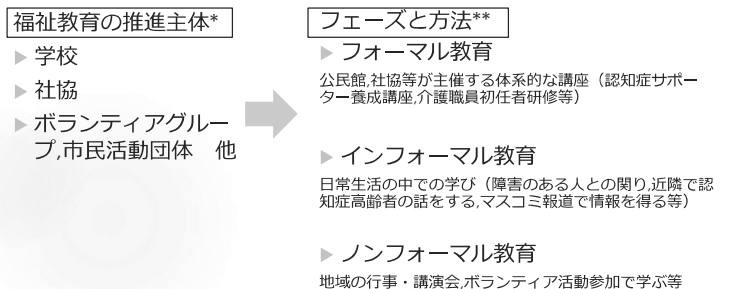 福祉教育の推進主体*
学校
社協
ボランティアグルー
プ,市民活動団体　他
フェーズと方法**
フォーマル教育
公民館,社協等が主催する体系的な講座（認知症サポー
ター養成講座,介護職員初任者研修等）
インフォーマル教育
日常生活の中での学び（障害のある人との関り,近隣で認
知症高齢者の話をする,マスコミ報道で情報を得る等）
ノンフォーマル教育
地域の行事・講演会,ボランティア活動参加で学ぶ等